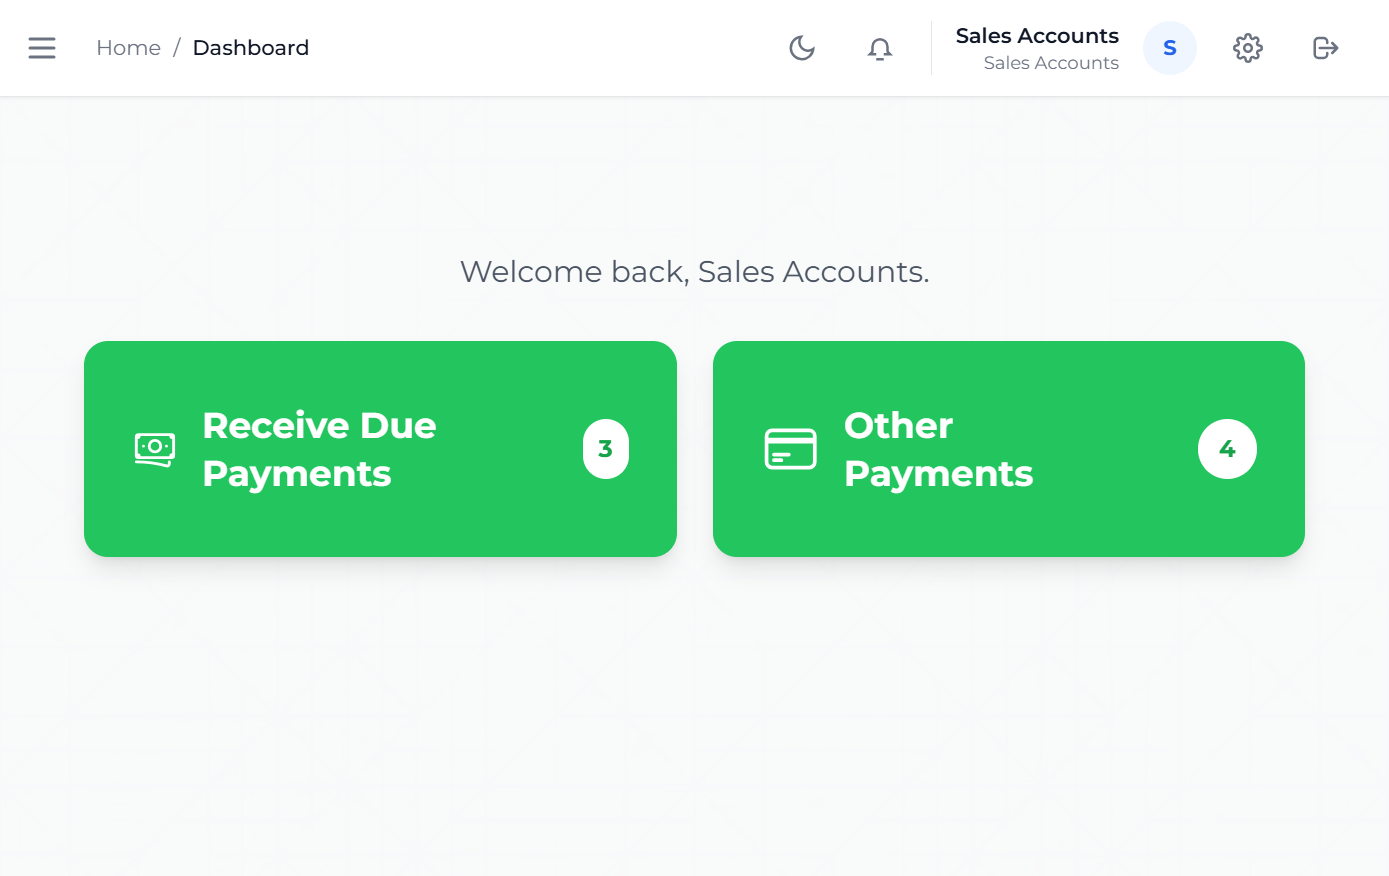 Home / Dashboard
Sales Accounts
Sales Accounts
S
Welcome back, Sales Accounts.
Receive Due
Payments
3
Other
Payments
4